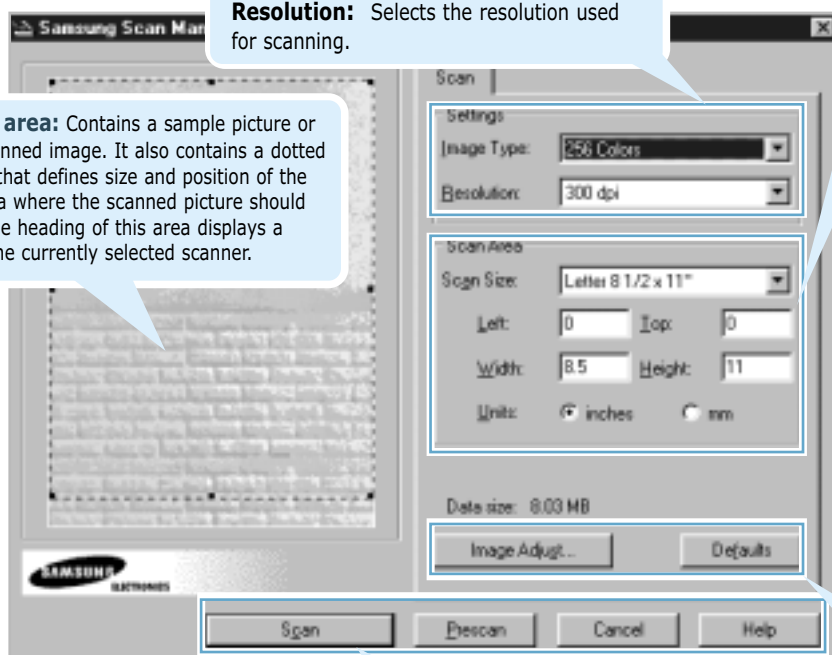 Resolution: Selects the resolution used
for scanning.
Samsung Scan Man
area: Contains a sample picture or
nned image. It also contains a dotted
that defines size and position of the
a where the scanned picture should
e heading of this area displays a
he currently selected scanner.
Scan
Settings
Image Type: 256 Colors
Resolution: 300 dpi
Scan Area
Scan Size: Letter 8 1/2 x 11"
Left: 0 Top: 0
Width: 8.5 Height: 11
Units: inches mm
Data size: 8.03 MB
Image Adjust... Defaults
SAMSUNG
ELECTRONICS
Scan Prescan Cancel Help